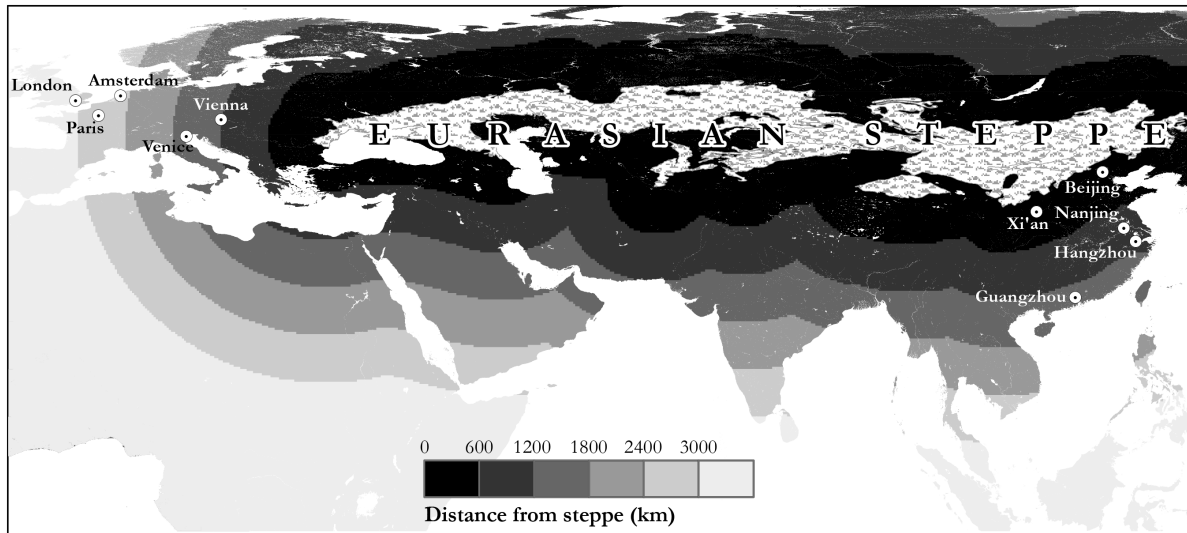 London
Amsterdam
Paris
Vienna
Venice
EURASIAN STEPPE
Beijing
Xi'an
Nanjing
Hangzhou
Guangzhou
0 600 1200 1800 2400 3000
Distance from steppe (km)